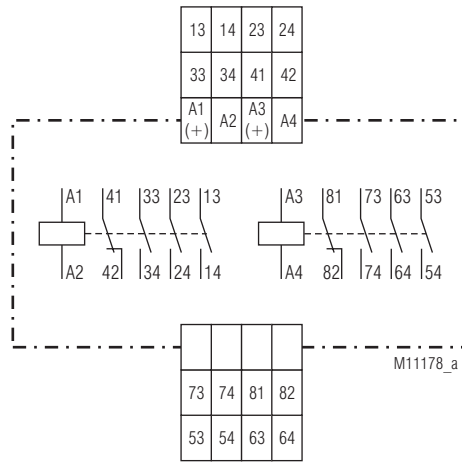 13 14 23 24
33 34 41 42
A1 (+) A2 A3 (+) A4
A1 41 33 23 13 A3 81 73 63 53
A2 42 34 24 14 A4 82 74 64 54
M11178_a
73 74 81 82
53 54 63 64